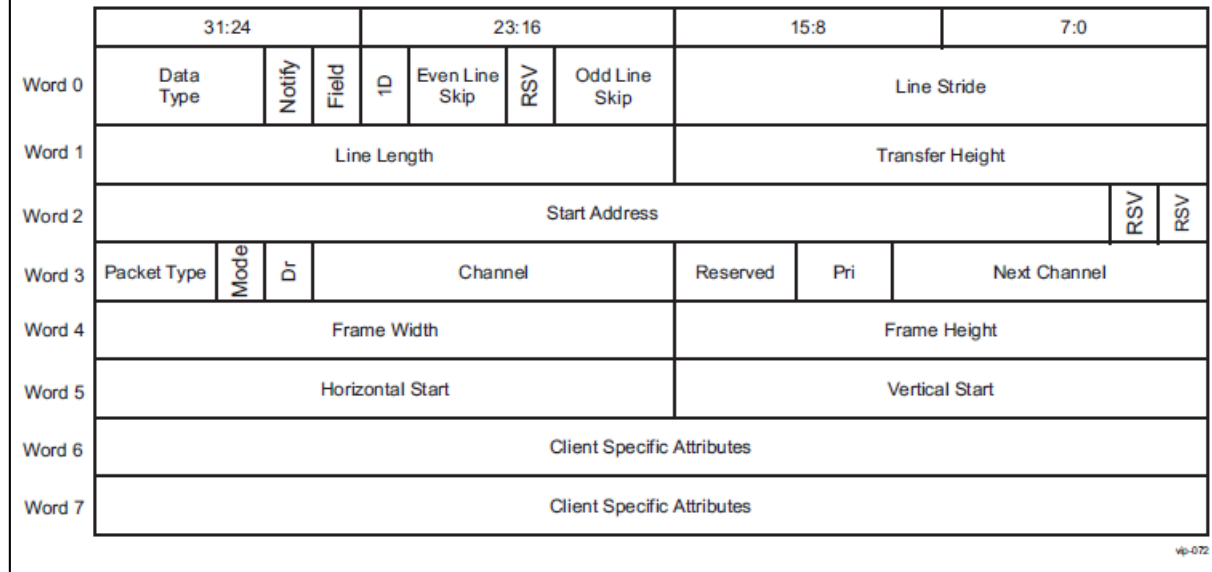 31:24 23:16 15:8 7:0
Word 0 Data Type Notify Field 1D Even Line Skip RSV Odd Line Skip Line Stride
Word 1 Line Length Transfer Height
Word 2 Start Address RSV RSV
Word 3 Packet Type Mode Dr Channel Reserved Pri Next Channel
Word 4 Frame Width Frame Height
Word 5 Horizontal Start Vertical Start
Word 6 Client Specific Attributes
Word 7 Client Specific Attributes
vip-072